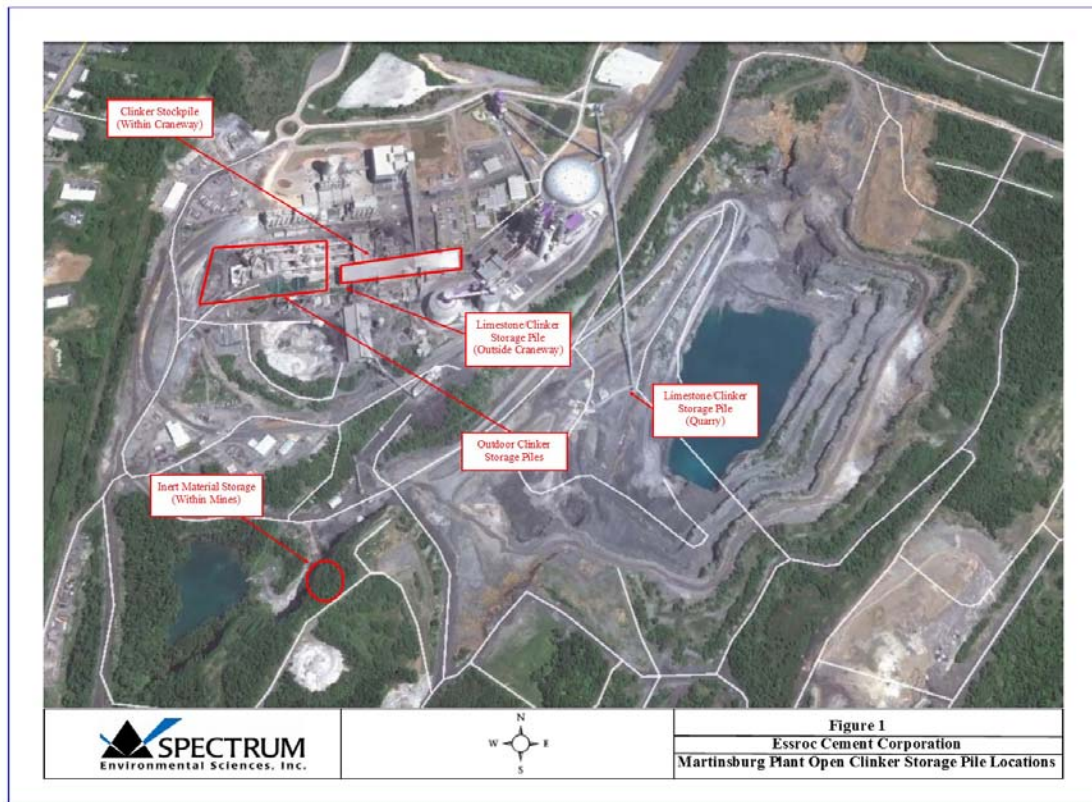 Clinker Stockpile
(Within Craneway)
Limestone/Clinker
Storage Pile
(Outside Craneway)
Limestone/Clinker
Storage Pile
(Quarry)
Outdoor Clinker
Storage Piles
Inert Material Storage
(Within Mines)
SPECTRUM
Environmental Sciences, Inc.
N
W E
S
Figure 1
Essroc Cement Corporation
Martinsburg Plant Open Clinker Storage Pile Locations